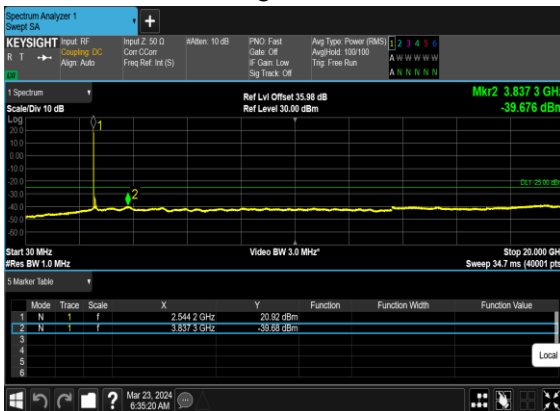 Spectrum Analyzer 1
Swept SA
KEYSIGHT Input: RF Input Z: 50 Ω #Atten: 10 dB PNO: Fast Avg Type: Power (RMS) 1 2 3 4 5 6
R T Coupling: DC Corr CCorr Gate: Off Avg|Hold: 100/100 A W W W W W
Align: Auto Freq Ref: Int (S) IF Gain: Low Trig: Free Run
LV Sig Track: Off A N N N N N
1 Spectrum Ref Lvl Offset 35.98 dB Mkr2 3.837 3 GHz
Scale/Div 10 dB Ref Level 30.00 dBm -39.676 dBm
Log
20.0
10.0
0.00
-10.0
-20.0
-30.0
-40.0
-50.0
-60.0
1
2
Start 30 MHz Video BW 3.0 MHz* Stop 20.000 GH
#Res BW 1.0 MHz Sweep 34.7 ms (40001 pts
5 Marker Table
Mode Trace Scale X Y Function Function Width Function Value
1 N 1 f 2.544 2 GHz 20.92 dBm
2 N 1 f 3.837 3 GHz -39.68 dBm
3
4
5
6
Local
? Mar 23, 2024
6:35:20 AM